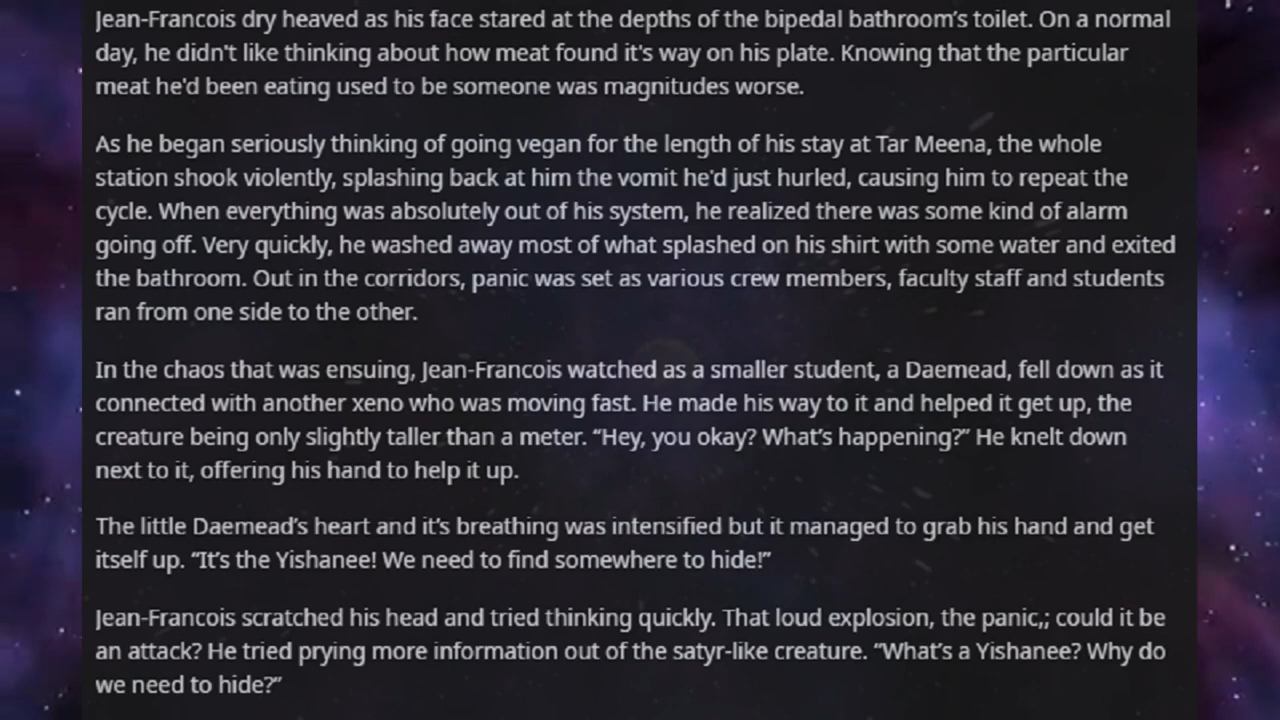 Jean-Francois dry heaved as his face stared at the depths of the bipedal bathroom’s toilet. On a normal
day, he didn't like thinking about how meat found it's way on his plate. Knowing that the particular
meat he'd been eating used to be someone was magnitudes worse.
As he began seriously thinking of going vegan for the length of his stay at Tar Meena, the whole
station shook violently, splashing back at him the vomit he'd just hurled, causing him to repeat the
cycle. When everything was absolutely out of his system, he realized there was some kind of alarm
going off. Very quickly, he washed away most of what splashed on his shirt with some water and exited
the bathroom. Out in the corridors, panic was set as various crew members, faculty staff and students
ran from one side to the other.
In the chaos that was ensuing, Jean-Francois watched as a smaller student, a Daemead, fell down as it
connected with another xeno who was moving fast. He made his way to it and helped it get up, the
creature being only slightly taller than a meter. “Hey, you okay? What’s happening?” He knelt down
next to it, offering his hand to help it up.
The little Daemead’s heart and it’s breathing was intensified but it managed to grab his hand and get
itself up. “It’s the Yishanee! We need to find somewhere to hide!”
Jean-Francois scratched his head and tried thinking quickly. That loud explosion, the panic,; could it be
an attack? He tried prying more information out of the satyr-like creature. “What’s a Yishanee? Why do
we need to hide?”